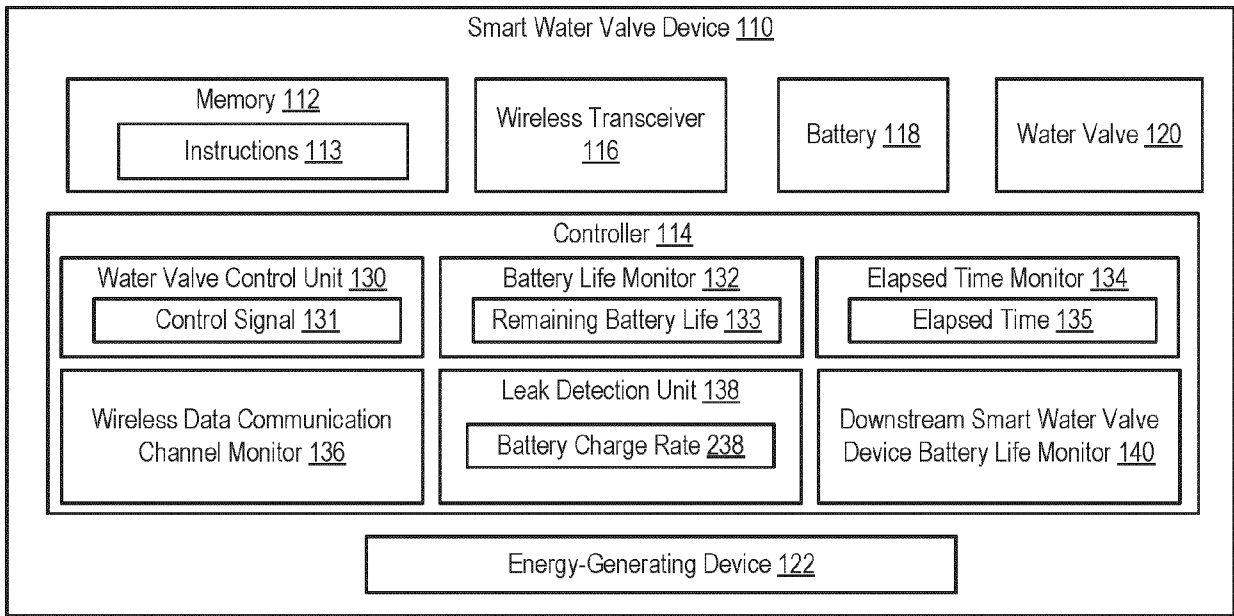 Smart Water Valve Device 110
Memory 112
Instructions 113
Wireless Transceiver
116
Battery 118
Water Valve 120
Controller 114
Water Valve Control Unit 130
Control Signal 131
Battery Life Monitor 132
Remaining Battery Life 133
Elapsed Time Monitor 134
Elapsed Time 135
Wireless Data Communication
Channel Monitor 136
Leak Detection Unit 138
Battery Charge Rate 238
Downstream Smart Water Valve
Device Battery Life Monitor 140
Energy-Generating Device 122